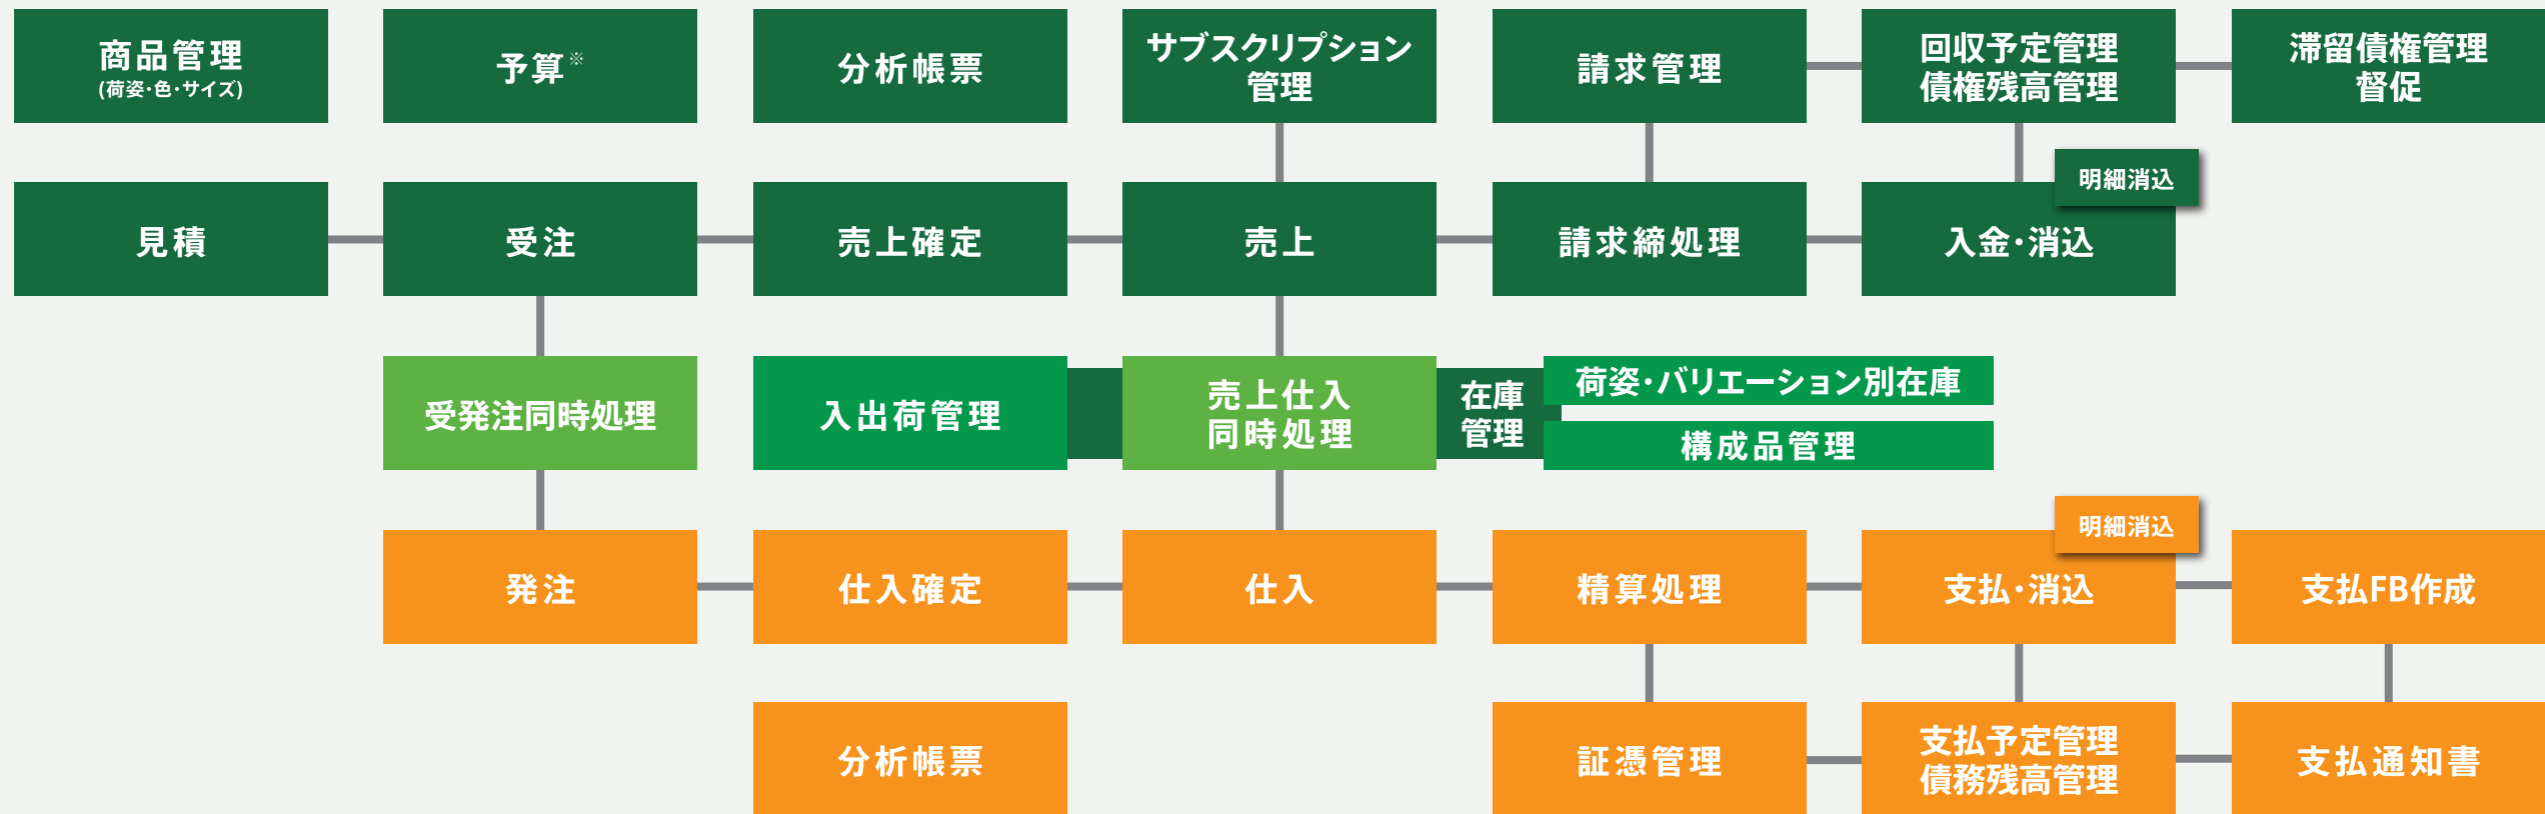 商品管理
(荷姿・色・サイズ)
予算※
分析帳票
サブスクリプション
管理
請求管理
回収予定管理
債権残高管理
滞留債権管理
督促
見積
受注
売上確定
売上
請求締処理
明細消込
入金・消込
受発注同時処理
入出荷管理
売上仕入
同時処理
在庫
管理
荷姿・バリエーション別在庫
構成品管理
発注
仕入確定
仕入
精算処理
明細消込
支払・消込
支払FB作成
分析帳票
証憑管理
支払予定管理
債務残高管理
支払通知書